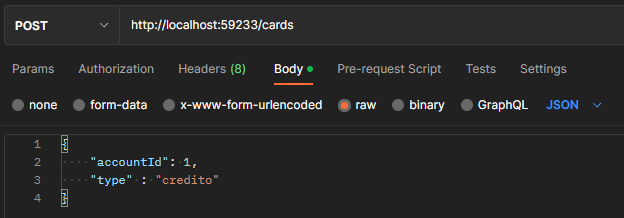 POST http://localhost:59233/cards
Params Authorization Headers (8) Body Pre-request Script Tests Settings
none form-data x-www-form-urlencoded raw binary GraphQL JSON
1 {
2 "accountId": 1,
3 "type" : "credito"
4 }